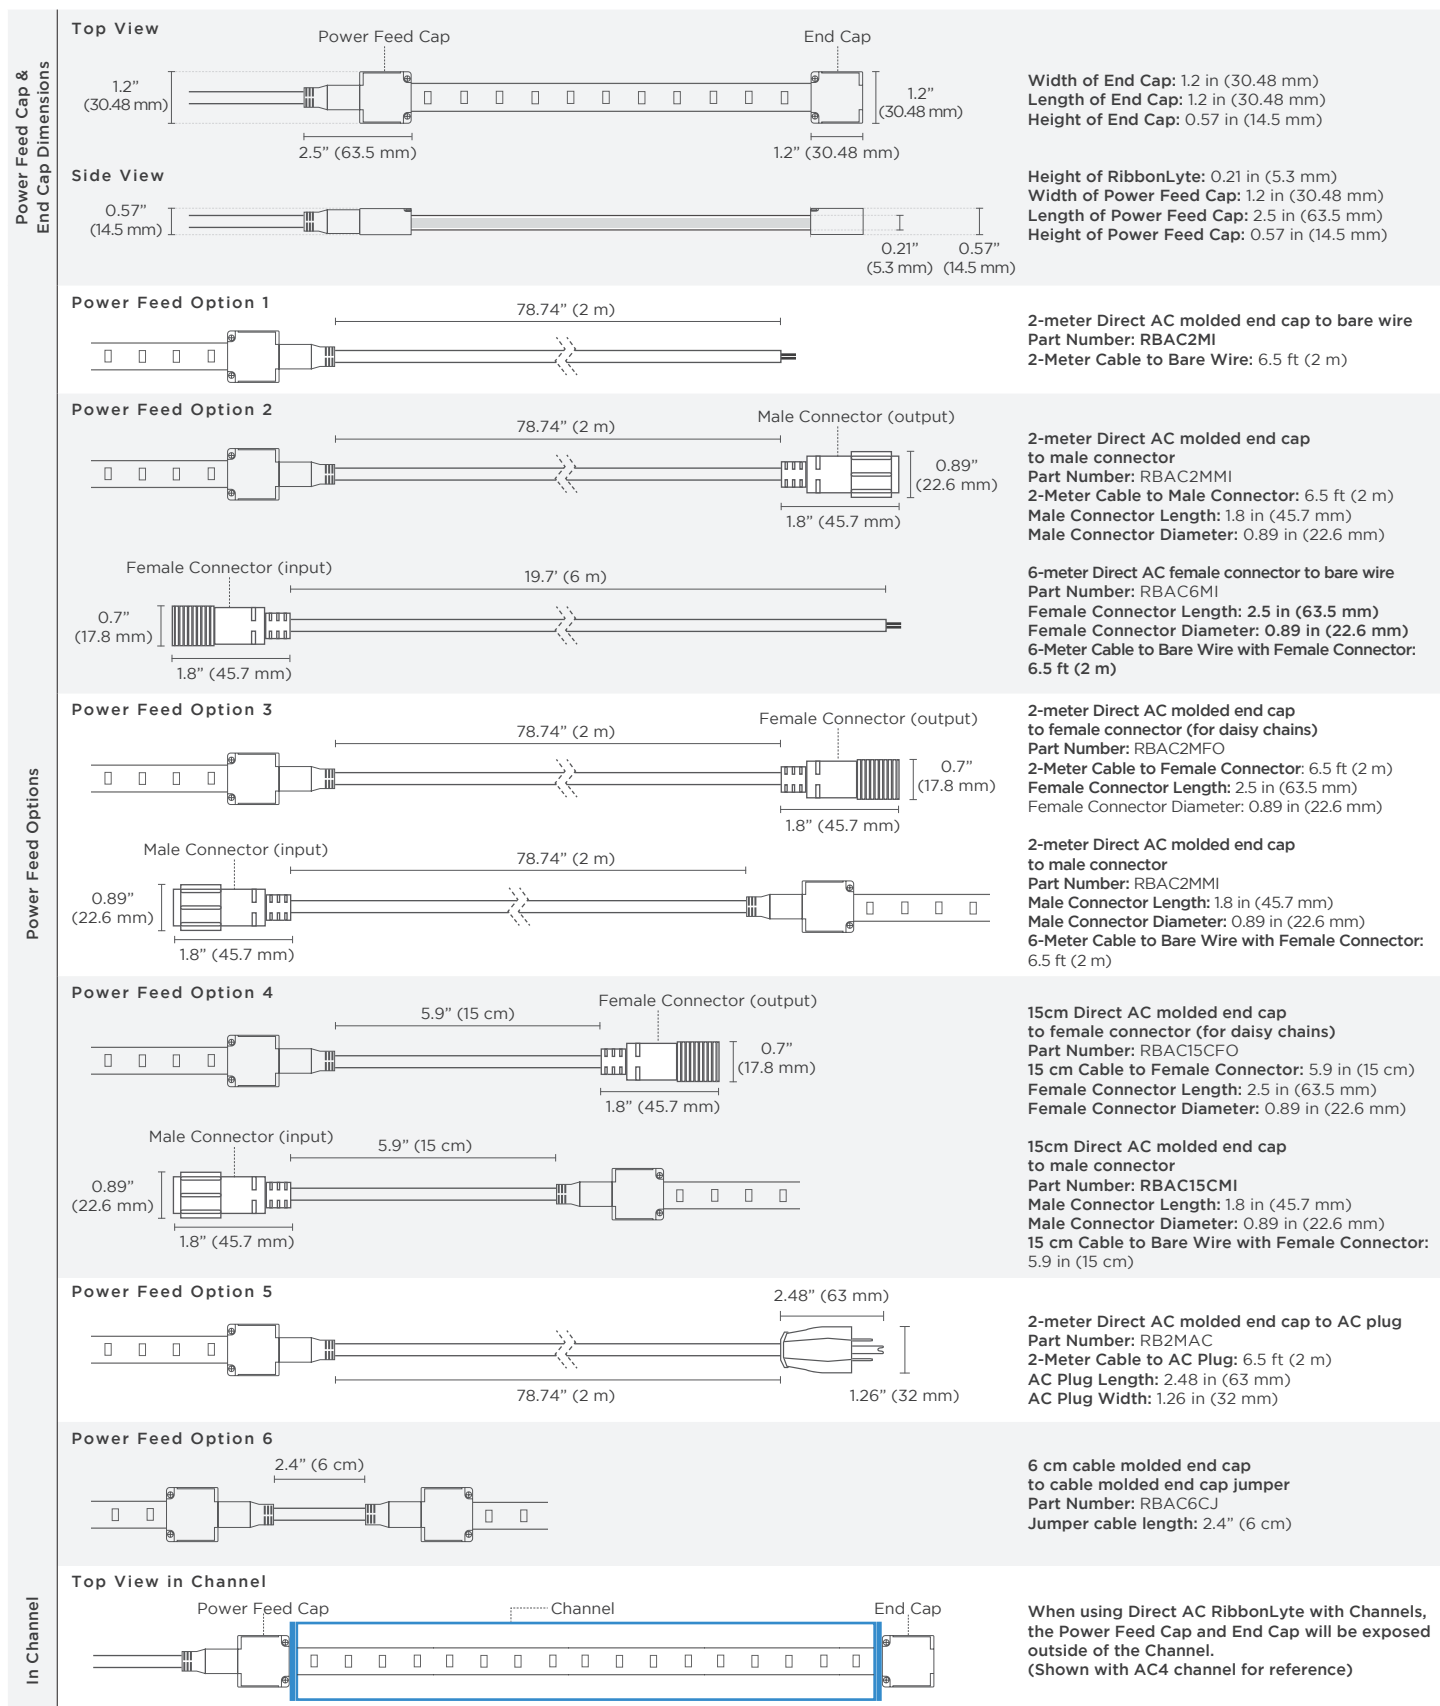 Power Feed Cap &
End Cap Dimensions
Top View
Power Feed Cap
End Cap
1.2”
(30.48 mm)
1.2”
(30.48 mm)
2.5” (63.5 mm)
1.2” (30.48 mm)
Width of End Cap: 1.2 in (30.48 mm)
Length of End Cap: 1.2 in (30.48 mm)
Height of End Cap: 0.57 in (14.5 mm)
Side View
0.57”
(14.5 mm)
0.21”
(5.3 mm)
0.57”
(14.5 mm)
Height of RibbonLyte: 0.21 in (5.3 mm)
Width of Power Feed Cap: 1.2 in (30.48 mm)
Length of Power Feed Cap: 2.5 in (63.5 mm)
Height of Power Feed Cap: 0.57 in (14.5 mm)
Power Feed Options
Power Feed Option 1
78.74” (2 m)
2-meter Direct AC molded end cap to bare wire
Part Number: RBAC2MI
2-Meter Cable to Bare Wire: 6.5 ft (2 m)
Power Feed Option 2
78.74” (2 m)
Male Connector (output)
0.89”
(22.6 mm)
1.8” (45.7 mm)
2-meter Direct AC molded end cap
to male connector
Part Number: RBAC2MMI
2-Meter Cable to Male Connector: 6.5 ft (2 m)
Male Connector Length: 1.8 in (45.7 mm)
Male Connector Diameter: 0.89 in (22.6 mm)
Female Connector (input)
19.7’ (6 m)
0.7”
(17.8 mm)
1.8” (45.7 mm)
6-meter Direct AC female connector to bare wire
Part Number: RBAC6MI
Female Connector Length: 2.5 in (63.5 mm)
Female Connector Diameter: 0.89 in (22.6 mm)
6-Meter Cable to Bare Wire with Female Connector:
6.5 ft (2 m)
Power Feed Option 3
78.74” (2 m)
Female Connector (output)
0.7”
(17.8 mm)
1.8” (45.7 mm)
2-meter Direct AC molded end cap
to female connector (for daisy chains)
Part Number: RBAC2MFO
2-Meter Cable to Female Connector: 6.5 ft (2 m)
Female Connector Length: 2.5 in (63.5 mm)
Female Connector Diameter: 0.89 in (22.6 mm)
Male Connector (input)
78.74” (2 m)
0.89”
(22.6 mm)
1.8” (45.7 mm)
2-meter Direct AC molded end cap
to male connector
Part Number: RBAC2MMI
Male Connector Length: 1.8 in (45.7 mm)
Male Connector Diameter: 0.89 in (22.6 mm)
6-Meter Cable to Bare Wire with Female Connector:
6.5 ft (2 m)
Power Feed Option 4
5.9” (15 cm)
Female Connector (output)
0.7”
(17.8 mm)
1.8” (45.7 mm)
15cm Direct AC molded end cap
to female connector (for daisy chains)
Part Number: RBAC15CFO
15 cm Cable to Female Connector: 5.9 in (15 cm)
Female Connector Length: 2.5 in (63.5 mm)
Female Connector Diameter: 0.89 in (22.6 mm)
Male Connector (input)
5.9” (15 cm)
0.89”
(22.6 mm)
1.8” (45.7 mm)
15cm Direct AC molded end cap
to male connector
Part Number: RBAC15CMI
Male Connector Length: 1.8 in (45.7 mm)
Male Connector Diameter: 0.89 in (22.6 mm)
15 cm Cable to Bare Wire with Female Connector:
5.9 in (15 cm)
Power Feed Option 5
2.48” (63 mm)
78.74” (2 m)
1.26” (32 mm)
2-meter Direct AC molded end cap to AC plug
Part Number: RB2MAC
2-Meter Cable to AC Plug: 6.5 ft (2 m)
AC Plug Length: 2.48 in (63 mm)
AC Plug Width: 1.26 in (32 mm)
Power Feed Option 6
2.4” (6 cm)
6 cm cable molded end cap
to cable molded end cap jumper
Part Number: RBAC6CJ
Jumper cable length: 2.4” (6 cm)
In Channel
Top View in Channel
Power Feed Cap
Channel
End Cap
When using Direct AC RibbonLyte with Channels,
the Power Feed Cap and End Cap will be exposed
outside of the Channel.
(Shown with AC4 channel for reference)